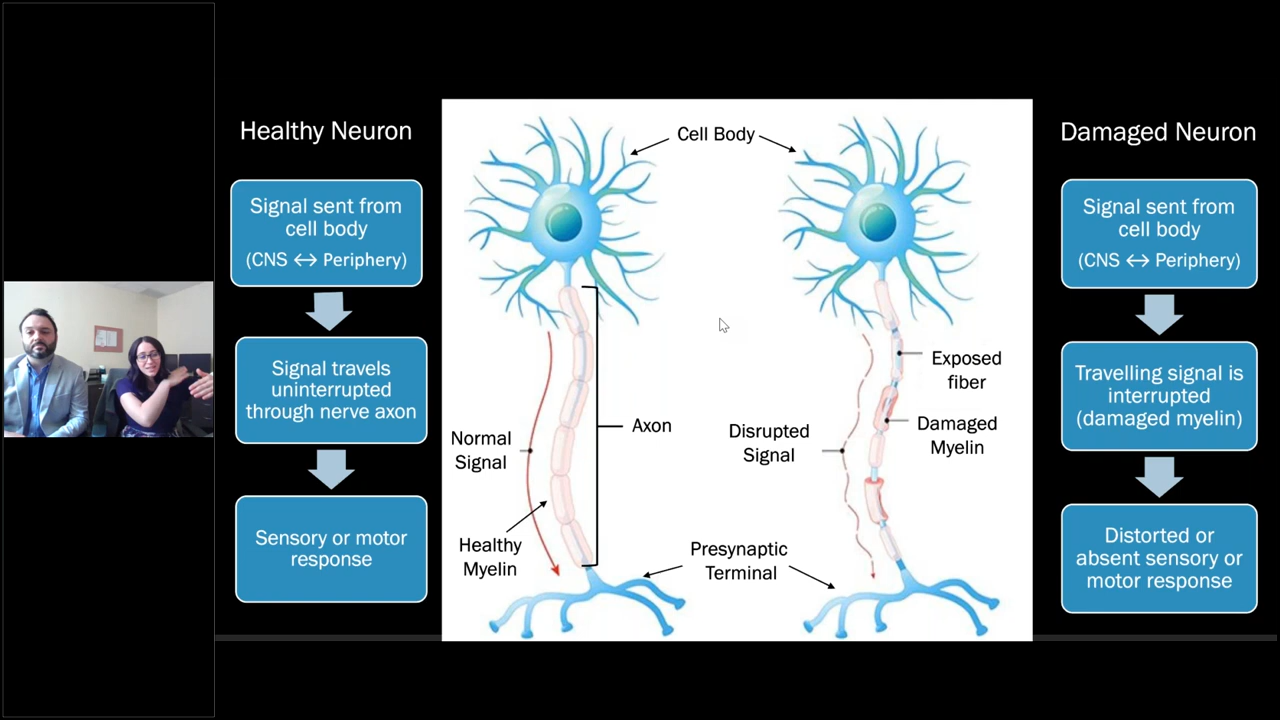 Healthy Neuron
Signal sent from
cell body
(CNS ↔ Periphery)
Signal travels
uninterrupted
through nerve axon
Sensory or motor
response
Cell Body
Axon
Normal
Signal
Healthy
Myelin
Presynaptic
Terminal
Disrupted
Signal
Exposed
fiber
Damaged
Myelin
Damaged Neuron
Signal sent from
cell body
(CNS ↔ Periphery)
Travelling signal is
interrupted
(damaged myelin)
Distorted or
absent sensory or
motor response